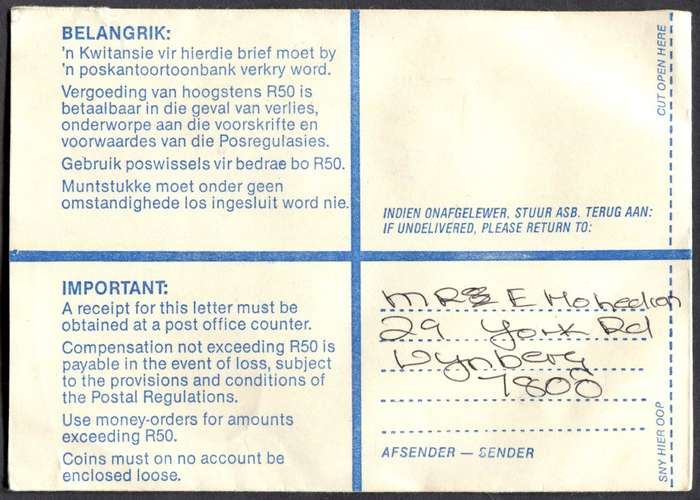 BELANGRIK:
'n Kwitansie vir hierdie brief moet by
'n poskantoortoonbank verkry word.
Vergoeding van hoogstens R50 is
betaalbaar in die geval van verlies,
onderworpe aan die voorskrifte en
voorwaardes van die Posregulasies.
Gebruik poswissels vir bedrae bo R50.
Muntstukke moet onder geen
omstandighede los ingesluit word nie.
INDIEN ONAFGELEWER, STUUR ASB. TERUG AAN:
IF UNDELIVERED, PLEASE RETURN TO:
CUT OPEN HERE
IMPORTANT:
A receipt for this letter must be
obtained at a post office counter.
Compensation not exceeding R50 is
payable in the event of loss, subject
to the provisions and conditions of
the Postal Regulations.
Use money-orders for amounts
exceeding R50.
Coins must on no account be
enclosed loose.
E
29 York Rd
Wynberg
7800
AFSENDER — SENDER
SNY HIER OOP